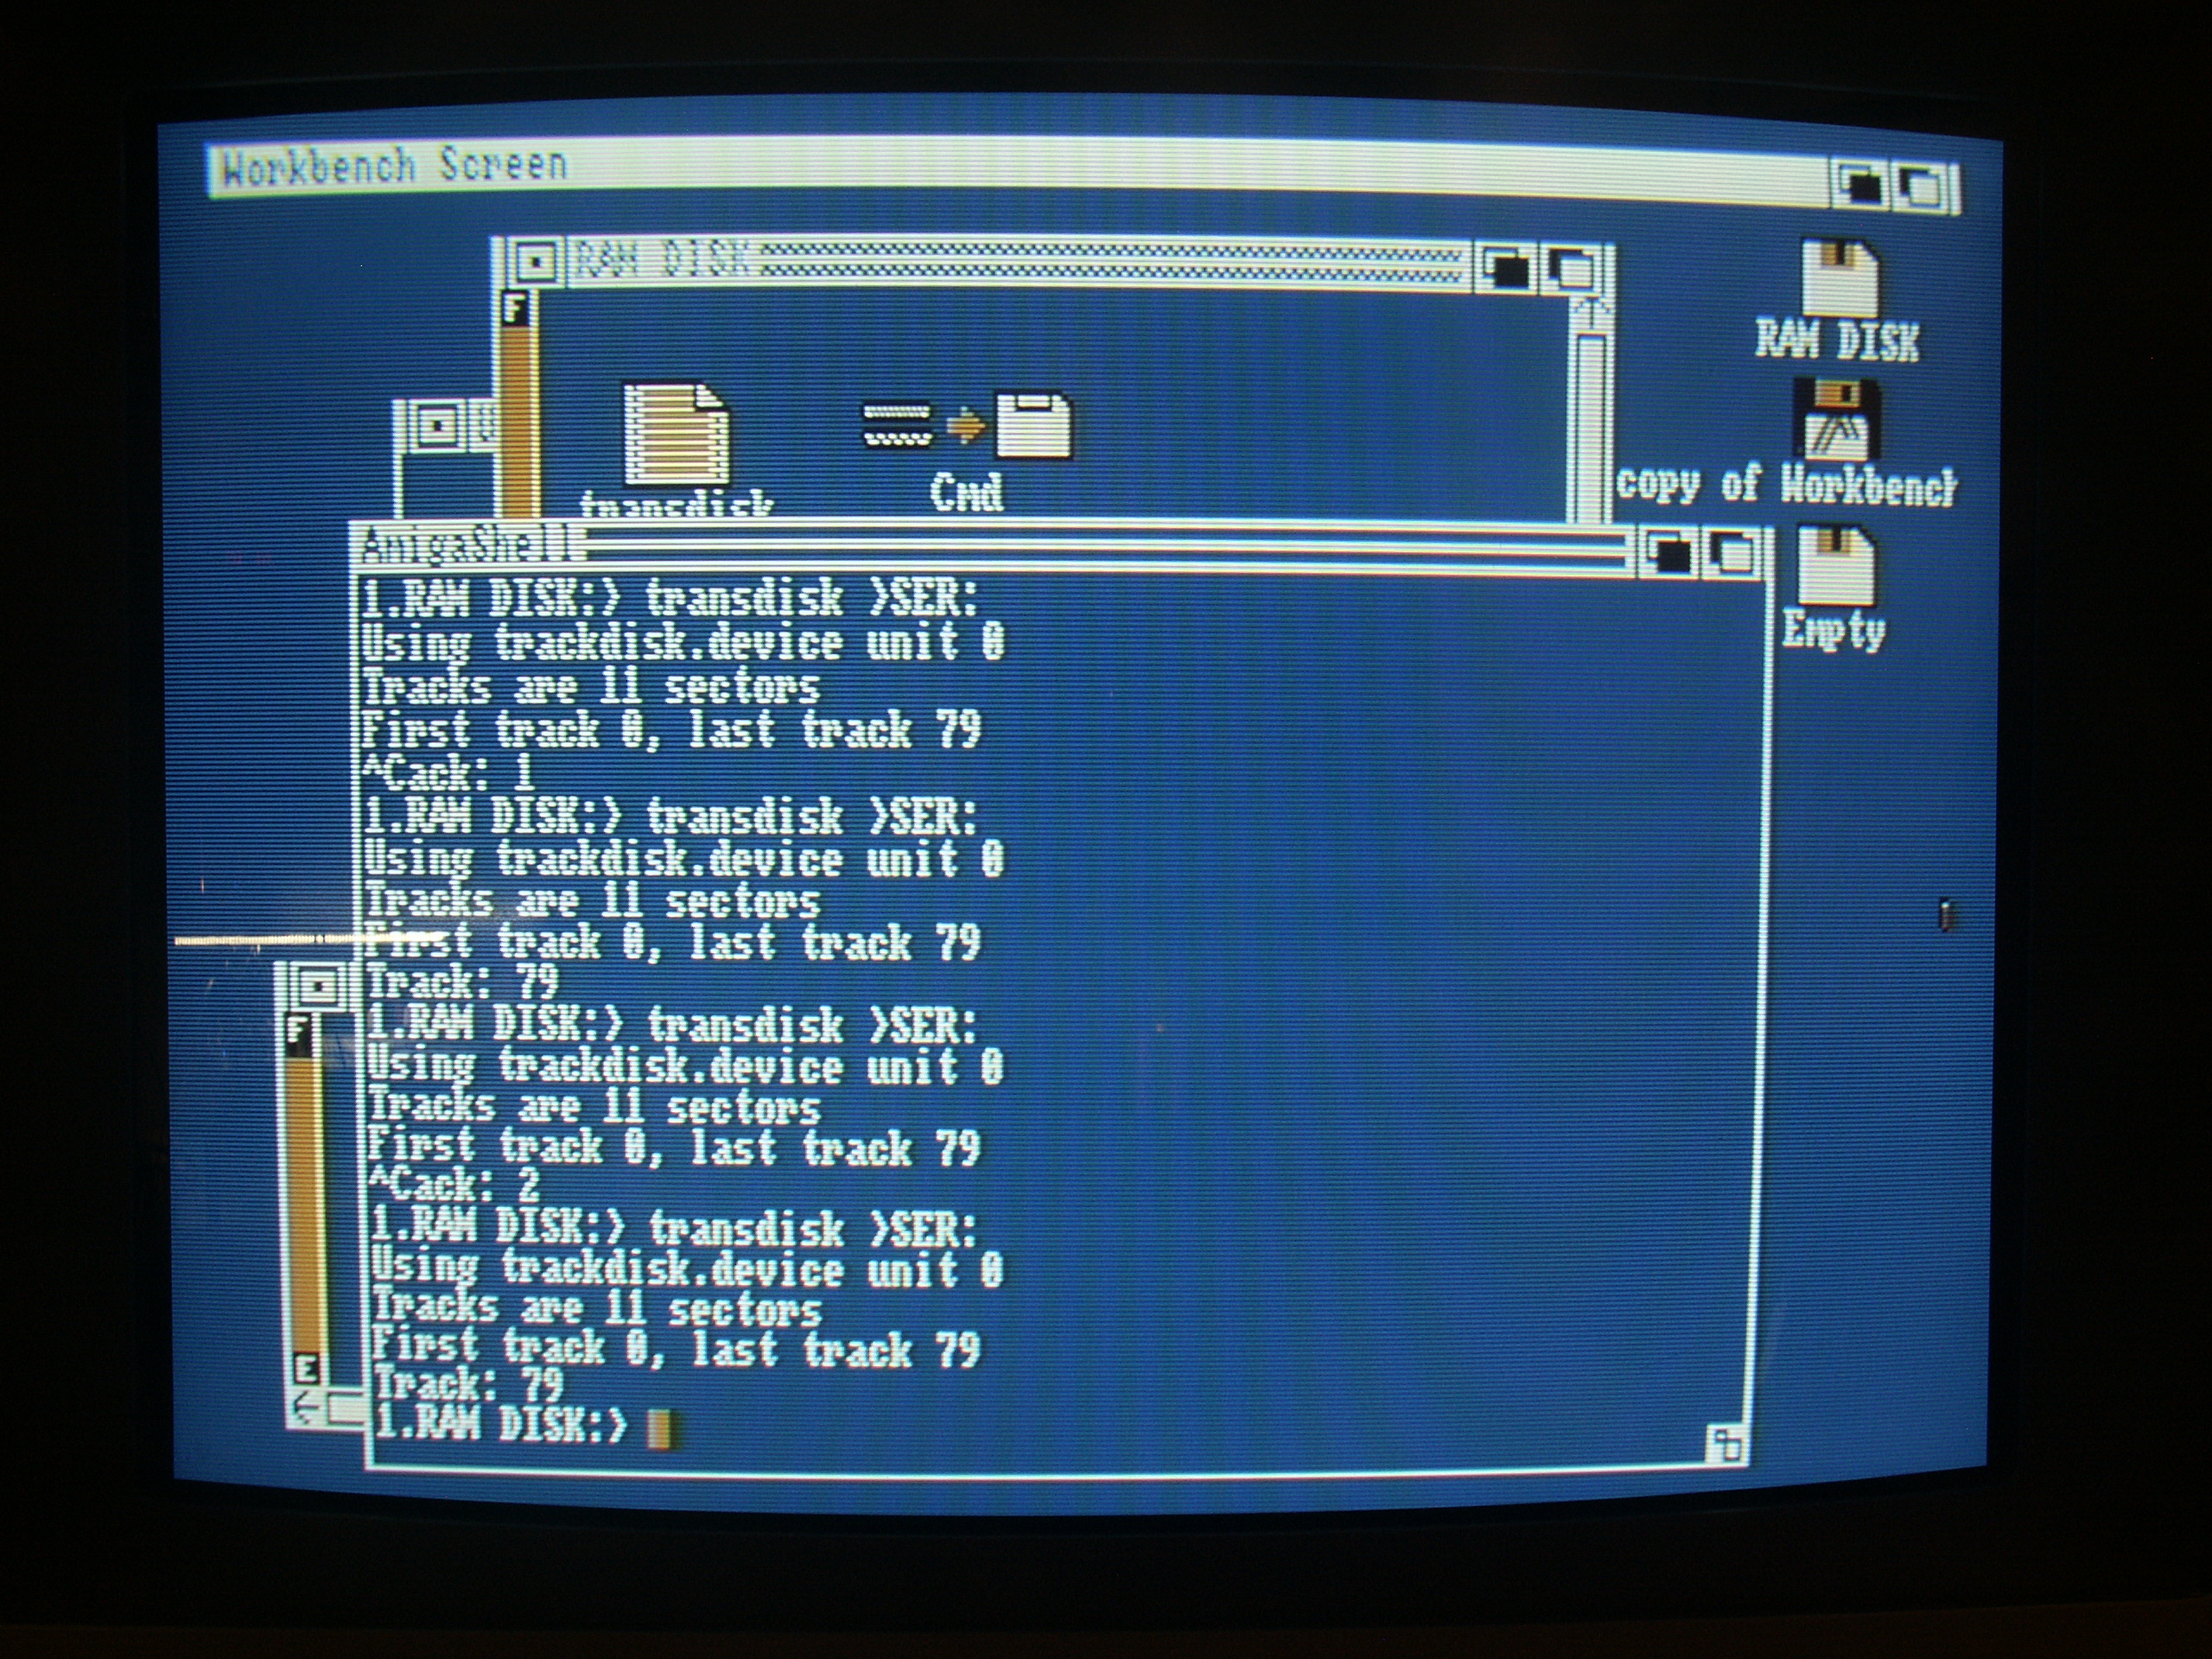 Workbench Screen
RAM DISK
F
RAM DISK
transdisk
Cmd
copy of Workbench
Empty
AmigaShell
1.RAM DISK:> transdisk >SER:
Using trackdisk.device unit 0
Tracks are 11 sectors
First track 0, last track 79
^Cack: 1
1.RAM DISK:> transdisk >SER:
Using trackdisk.device unit 0
Tracks are 11 sectors
First track 0, last track 79
Track: 79
1.RAM DISK:> transdisk >SER:
Using trackdisk.device unit 0
Tracks are 11 sectors
First track 0, last track 79
^Cack: 2
1.RAM DISK:> transdisk >SER:
Using trackdisk.device unit 0
Tracks are 11 sectors
First track 0, last track 79
Track: 79
1.RAM DISK:>
F
E